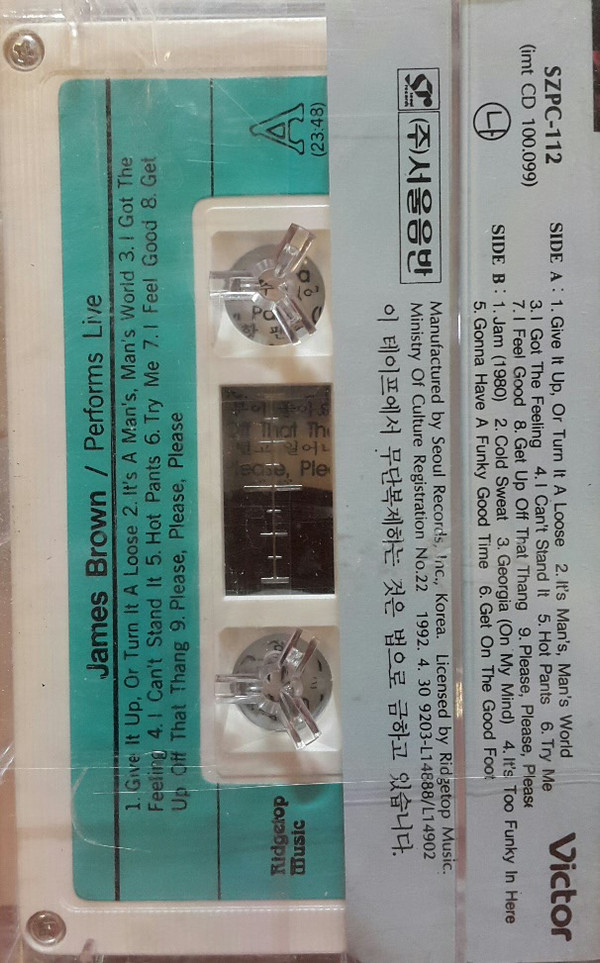 SZPC-112
(imt CD 100.099)
나
SIDE A : 1. Give It Up, Or Turn It A Loose 2. It's Man's, Man's World
3. I Got The Feeling 4. I Can't Stand It 5. Hot Pants 6. Try Me
7. I Feel Good 8. Get Up Off That Thang 9. Please, Please, Please
SIDE B : 1. Jam (1980) 2. Cold Sweat 3. Georgia (On My Mind) 4. It's Too Funky In Here
5. Gonna Have A Funky Good Time 6. Get On The Good Foot
Victor
(주)서울음반
Manufactured by Seoul Records, Inc., Korea. Licensed by Ridgetop Music.
Ministry Of Culture Registration No.22 1992. 4. 30 9203-L14888/L14902
이 테이프에서 무단복제하는 것은 법으로 금하고 있습니다.
A
(23:48)
Ridgetop
Music
James Brown / Performs Live
1. Give It Up, Or Turn It A Loose 2. It's A Man's, Man's World 3. I Got The
Feeling 4. I Can't Stand It 5. Hot Pants 6. Try Me 7. I Feel Good 8. Get
Up Off That Thang 9. Please, Please, Please